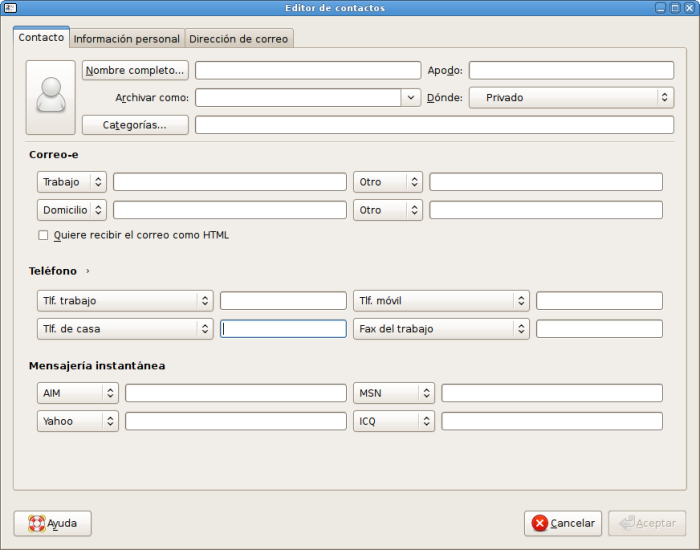 Editor de contactos
Contacto Información personal Dirección de correo
Nombre completo... Apodo:
Archivar como: Dónde: Privado
Categorías...
Correo-e
Trabajo Otro
Domicilio Otro
Quiere recibir el correo como HTML
Teléfono ›
Tlf. trabajo Tlf. móvil
Tlf. de casa Fax del trabajo
Mensajería instantánea
AIM MSN
Yahoo ICQ
Ayuda Cancelar Aceptar